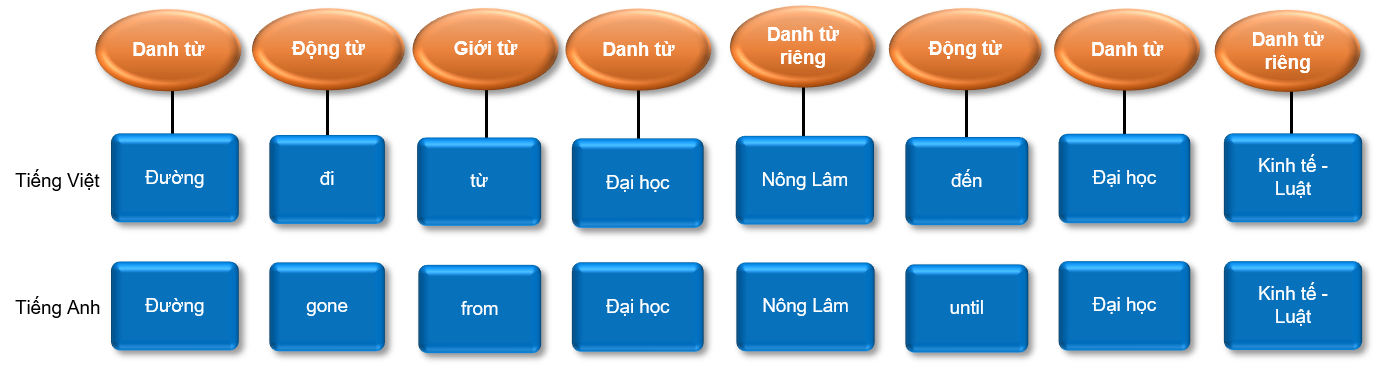 Danh từ
Động từ
Giới từ
Danh từ
Danh từ
riêng
Động từ
Danh từ
Danh từ
riêng
Tiếng Việt
Đường
đi
từ
Đại học
Nông Lâm
đến
Đại học
Kinh tế -
Luật
Tiếng Anh
Đường
gone
from
Đại học
Nông Lâm
until
Đại học
Kinh tế -
Luật